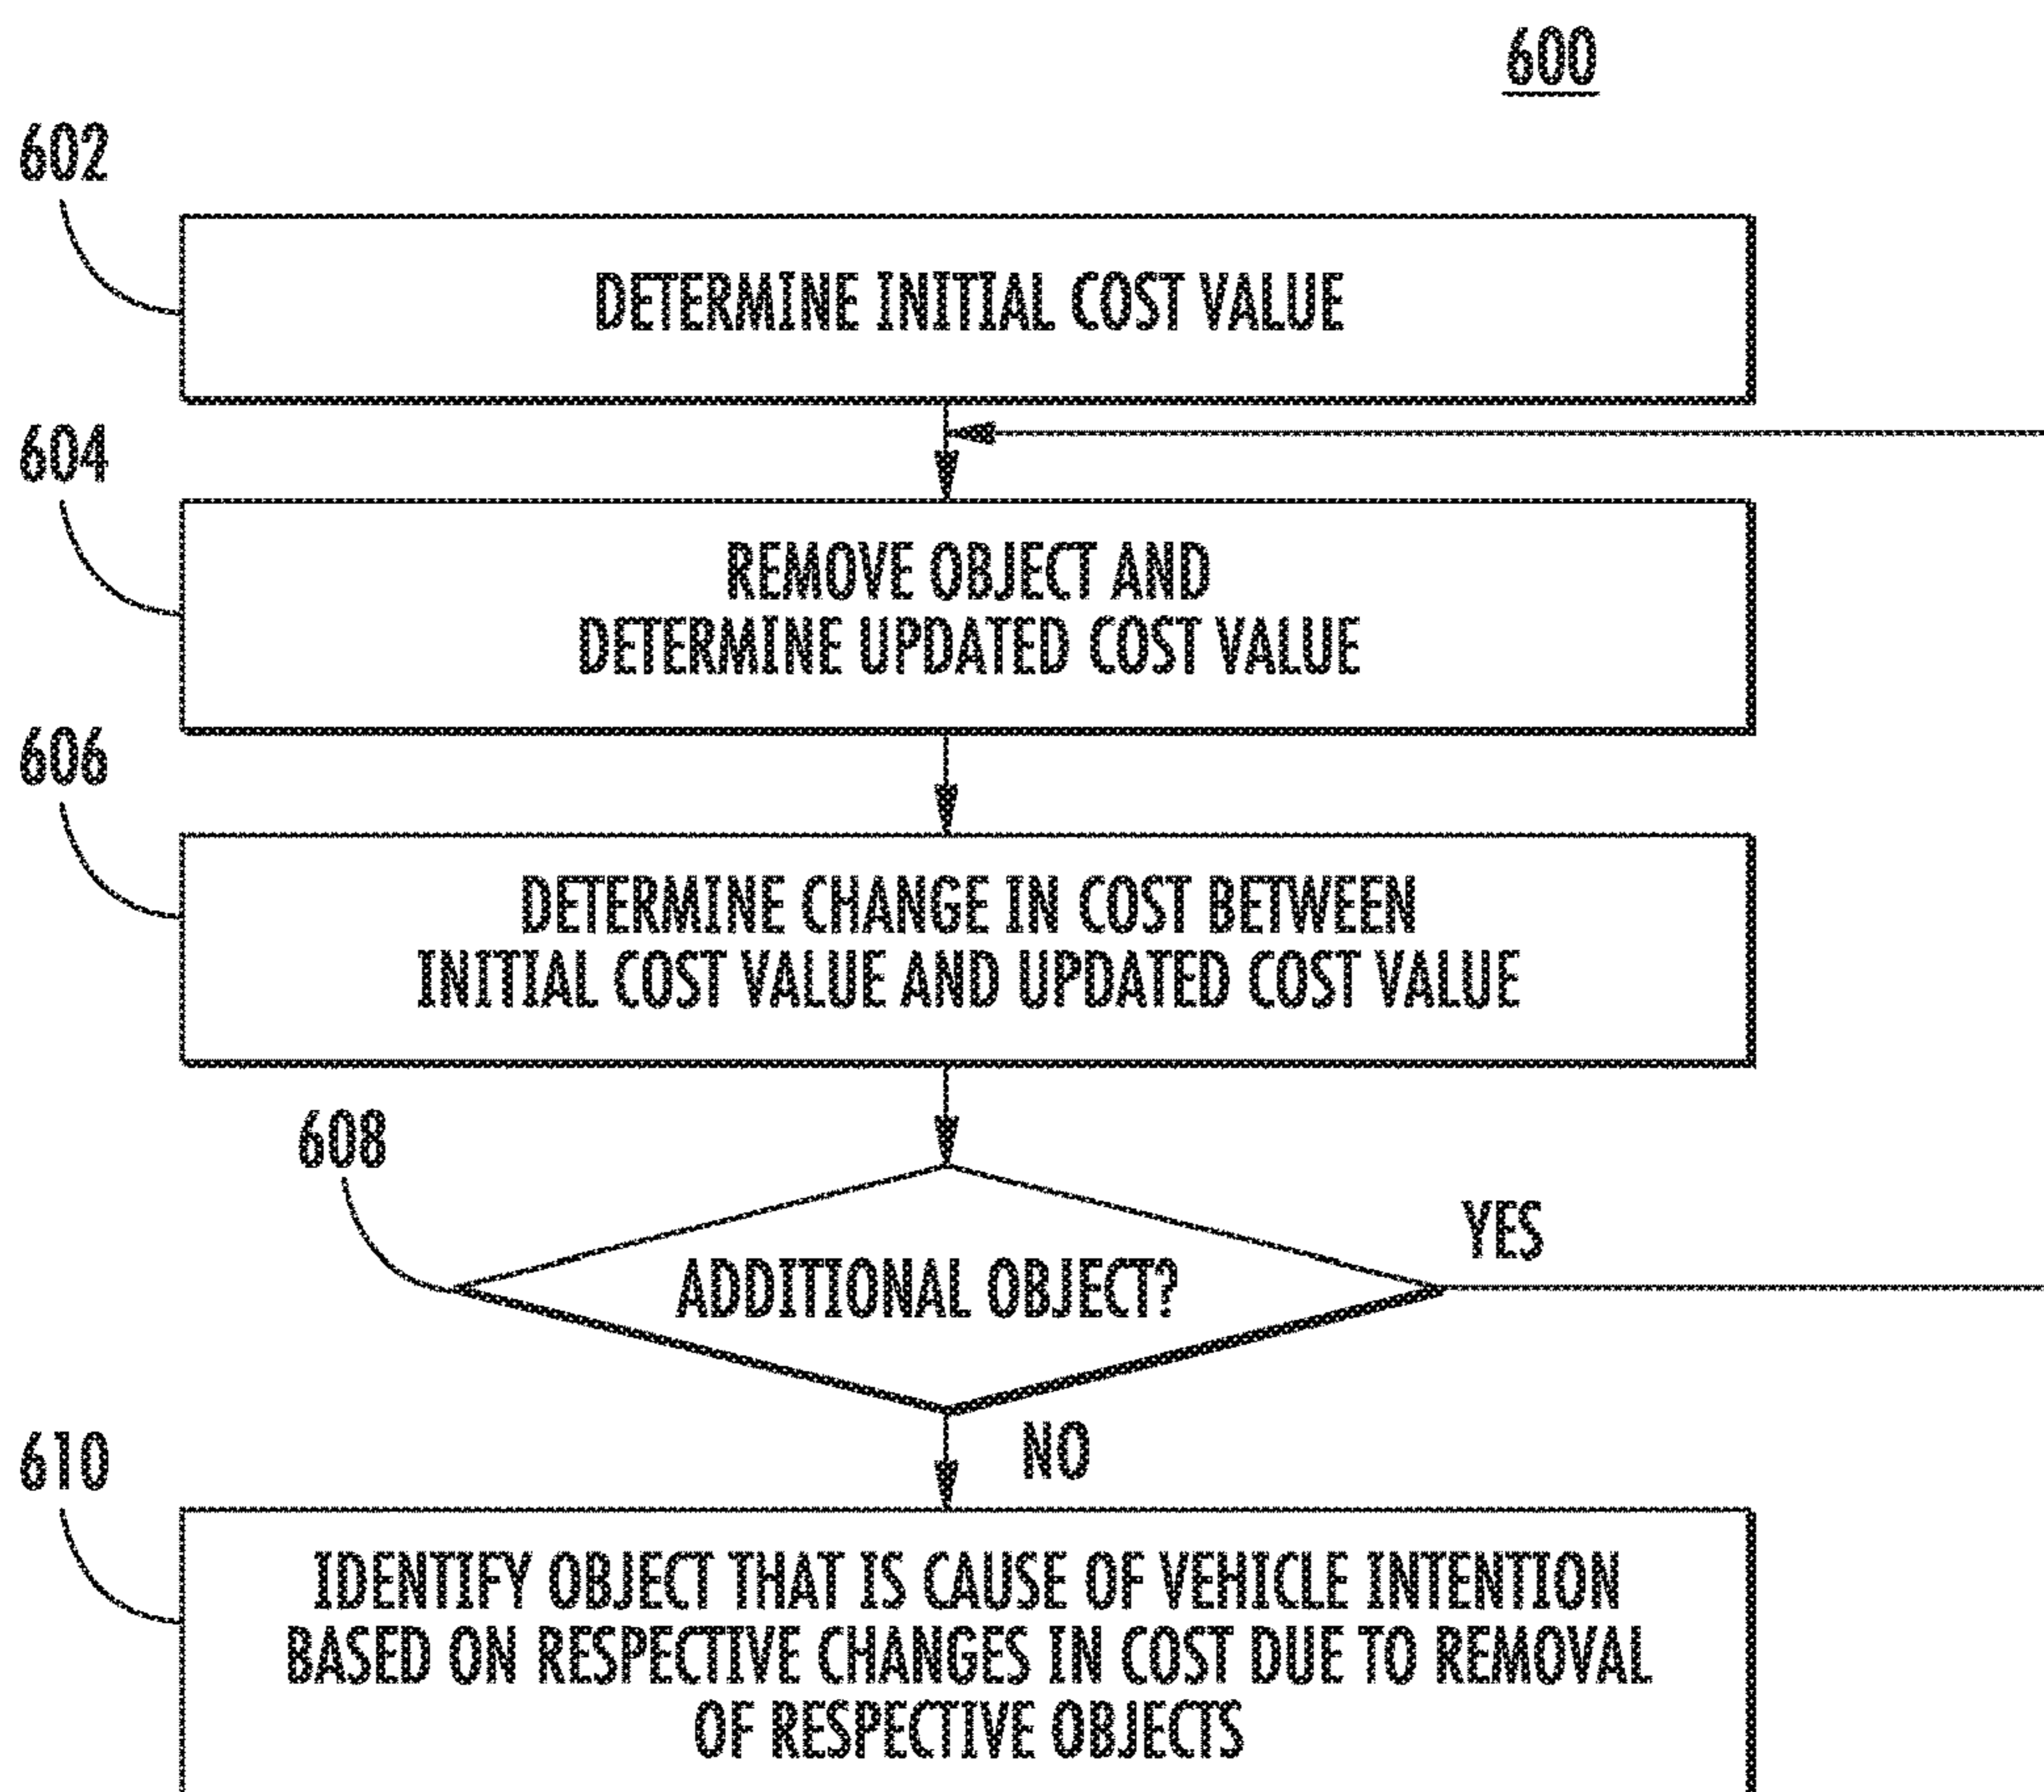 600
602
DETERMINE INITIAL COST VALUE
604
REMOVE OBJECT AND
DETERMINE UPDATED COST VALUE
606
DETERMINE CHANGE IN COST BETWEEN
INITIAL COST VALUE AND UPDATED COST VALUE
608
ADDITIONAL OBJECT?
YES
NO
610
IDENTIFY OBJECT THAT IS CAUSE OF VEHICLE INTENTION
BASED ON RESPECTIVE CHANGES IN COST DUE TO REMOVAL
OF RESPECTIVE OBJECTS